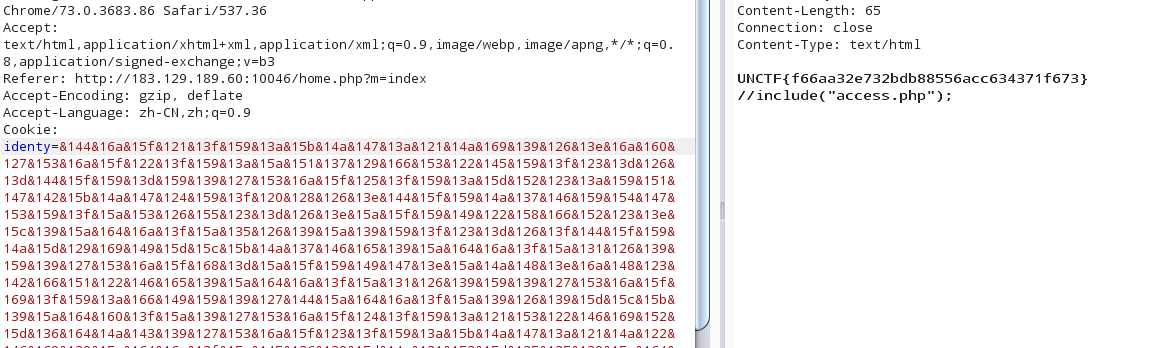 Chrome/73.0.3683.86 Safari/537.36
Accept:
text/html,application/xhtml+xml,application/xml;q=0.9,image/webp,image/apng,*/*;q=0.
8,application/signed-exchange;v=b3
Referer: http://183.129.189.60:10046/home.php?m=index
Accept-Encoding: gzip, deflate
Accept-Language: zh-CN,zh;q=0.9
Cookie:
identy=&144&16a&15f&121&13f&159&13a&15b&14a&147&13a&121&14a&169&139&126&13e&16a&160&
127&153&16a&15f&122&13f&159&13a&15a&151&137&129&166&153&122&145&159&13f&123&13d&126&
13d&144&15f&159&13d&159&139&127&153&16a&15f&125&13f&159&13a&15d&152&123&13a&159&151&
147&142&15b&14a&147&124&159&13f&120&128&126&13e&144&15f&159&14a&137&146&159&154&147&
153&159&13f&15a&153&126&155&123&13d&126&13e&15a&15f&159&149&122&158&166&152&123&13e&
15c&139&15a&164&16a&13f&15a&135&126&139&15a&139&159&13f&123&13d&126&13f&144&15f&159&
14a&15d&129&169&149&15d&15c&15b&14a&137&146&165&139&15a&164&16a&13f&15a&131&126&139&
159&139&127&153&16a&15f&168&13d&15a&15f&159&149&147&13e&15a&14a&148&13e&16a&148&123&
142&166&151&122&146&165&139&15a&164&16a&13f&15a&131&126&139&159&139&127&153&16a&15f&
169&13f&159&13a&166&149&159&139&127&144&15a&164&16a&13f&15a&139&126&139&15d&15c&15b&
139&15a&164&160&13f&15a&139&127&153&16a&15f&124&13f&159&13a&121&153&122&146&169&152&
15d&136&164&14a&143&139&127&153&16a&15f&123&13f&159&13a&15b&14a&147&13a&121&14a&122&
Content-Length: 65
Connection: close
Content-Type: text/html
UNCTF{f66aa32e732bdb88556acc634371f673}
//include("access.php");